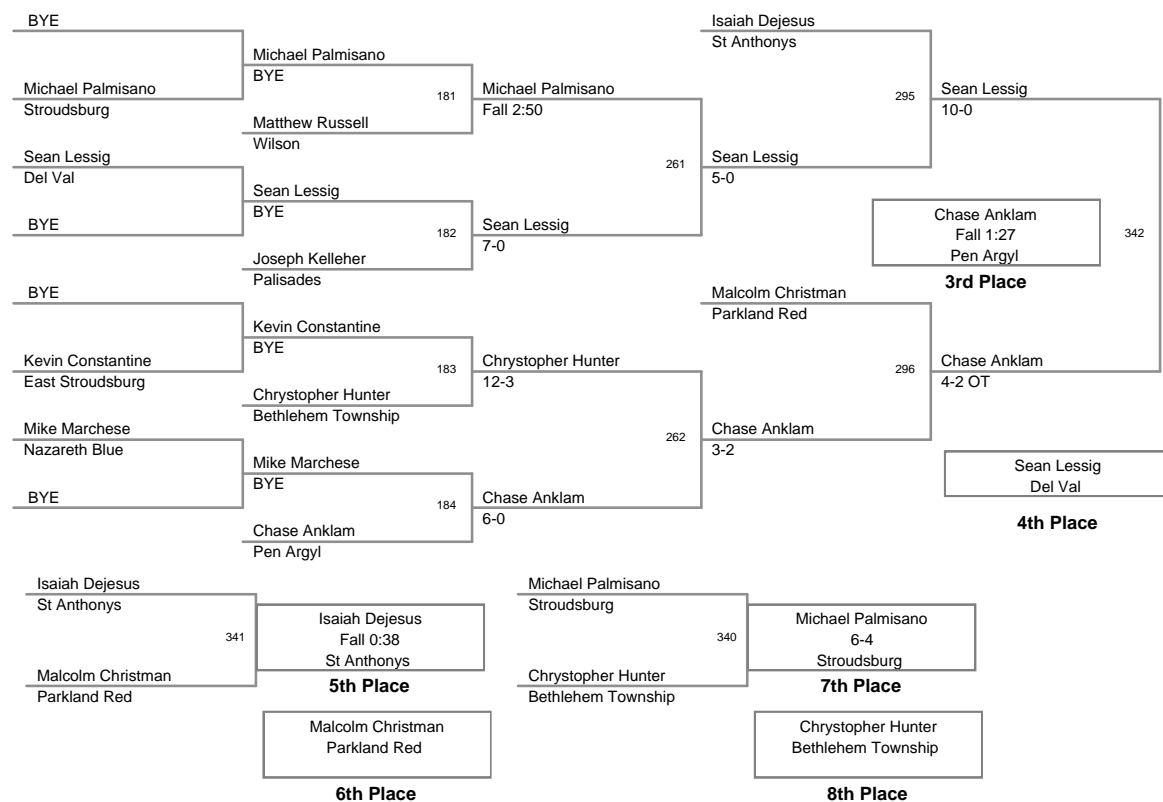 BYE
Michael Palmisano
Stroudsburg
Sean Lessig
Del Val
BYE
BYE
Kevin Constantine
East Stroudsburg
Mike Marchese
Nazareth Blue
BYE
Michael Palmisano
BYE
181
Matthew Russell
Wilson
Sean Lessig
BYE
182
Joseph Kelleher
Palisades
Kevin Constantine
BYE
183
Chrystopher Hunter
Bethlehem Township
Mike Marchese
BYE
184
Chase Anklam
Pen Argyl
Michael Palmisano
Fall 2:50
261
Sean Lessig
7-0
Chrystopher Hunter
12-3
262
Chase Anklam
6-0
Isaiah Dejesus
St Anthonys
295
Sean Lessig
5-0
Malcolm Christman
Parkland Red
296
Chase Anklam
3-2
Sean Lessig
10-0
342
Chase Anklam
Fall 1:27
Pen Argyl
3rd Place
Chase Anklam
4-2 OT
Sean Lessig
Del Val
4th Place
Isaiah Dejesus
St Anthonys
341
Malcolm Christman
Parkland Red
Isaiah Dejesus
Fall 0:38
St Anthonys
5th Place
Malcolm Christman
Parkland Red
6th Place
Michael Palmisano
Stroudsburg
340
Chrystopher Hunter
Bethlehem Township
Michael Palmisano
6-4
Stroudsburg
7th Place
Chrystopher Hunter
Bethlehem Township
8th Place